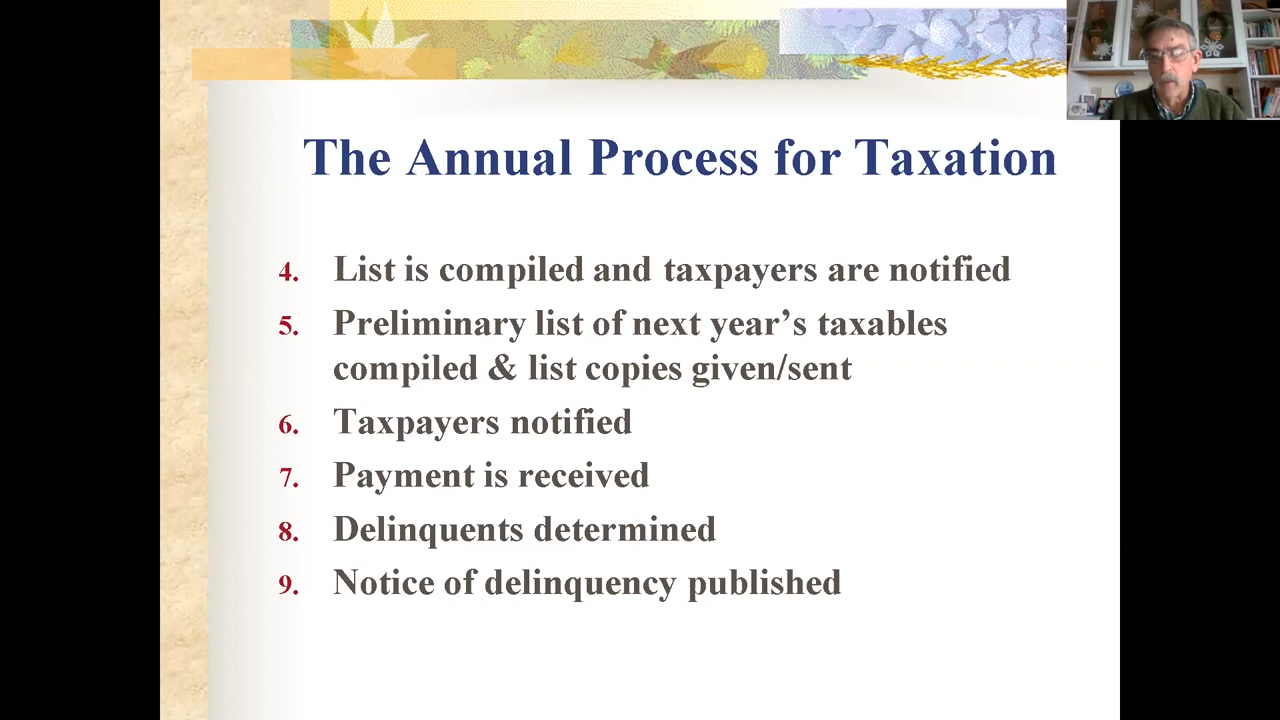 The Annual Process for Taxation
4. List is compiled and taxpayers are notified
5. Preliminary list of next year’s taxables
compiled & list copies given/sent
6. Taxpayers notified
7. Payment is received
8. Delinquents determined
9. Notice of delinquency published